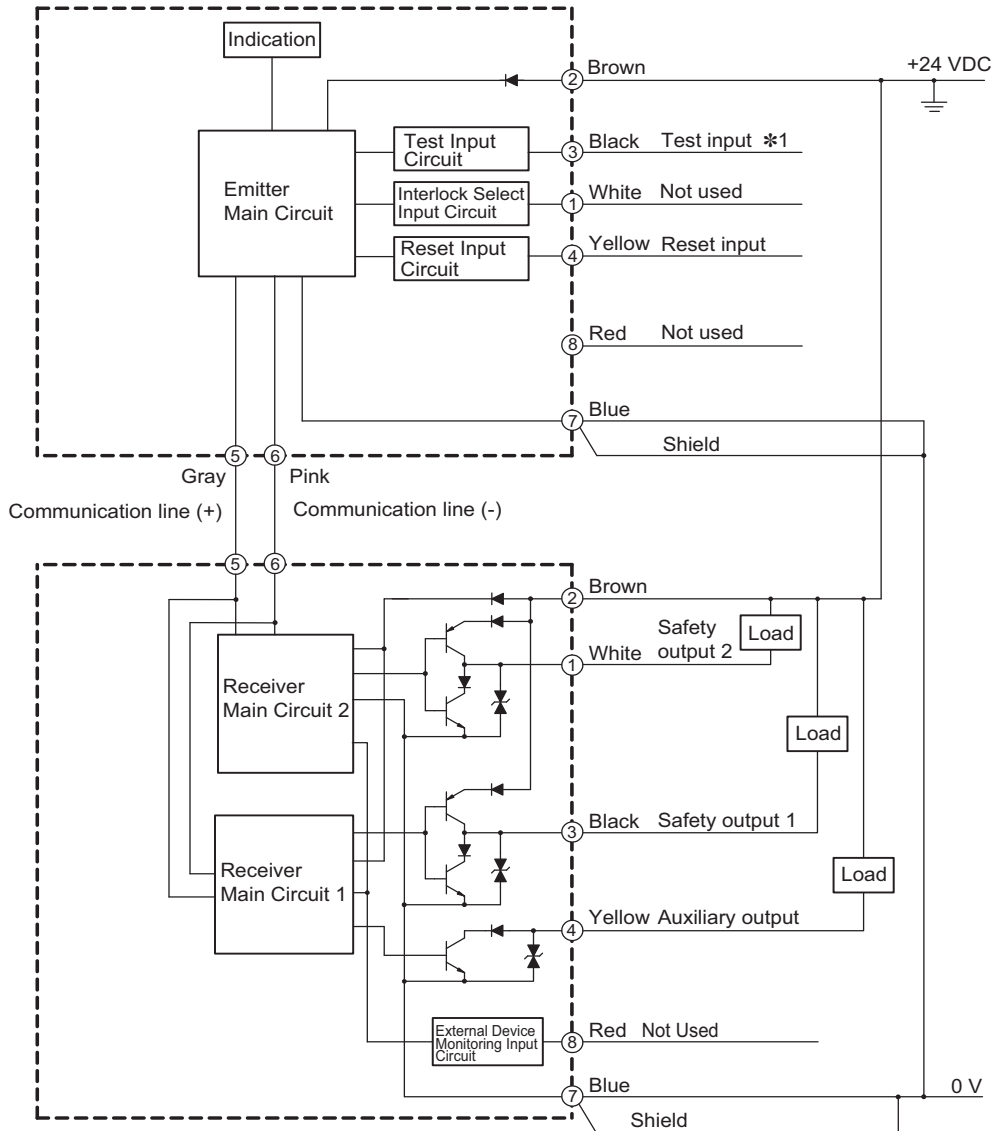 Indication
+24 VDC
2 Brown
Test Input
Circuit
3 Black Test input ✻1
Emitter
Main Circuit
Interlock Select
Input Circuit
1 White Not used
Reset Input
Circuit
4 Yellow Reset input
8 Red Not used
7 Blue
Shield
5 6
Gray Pink
Communication line (+) Communication line (-)
5 6
2 Brown
Safety
output 2
Load
1 White
Receiver
Main Circuit 2
Load
3 Black Safety output 1
Receiver
Main Circuit 1
Load
4 Yellow Auxiliary output
External Device
Monitoring Input
Circuit
8 Red Not Used
7 Blue
0 V
Shield